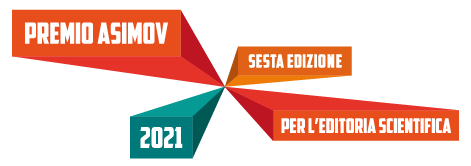 PREMIO ASIMOV
SESTA EDIZIONE
2021
PER L'EDITORIA SCIENTIFICA